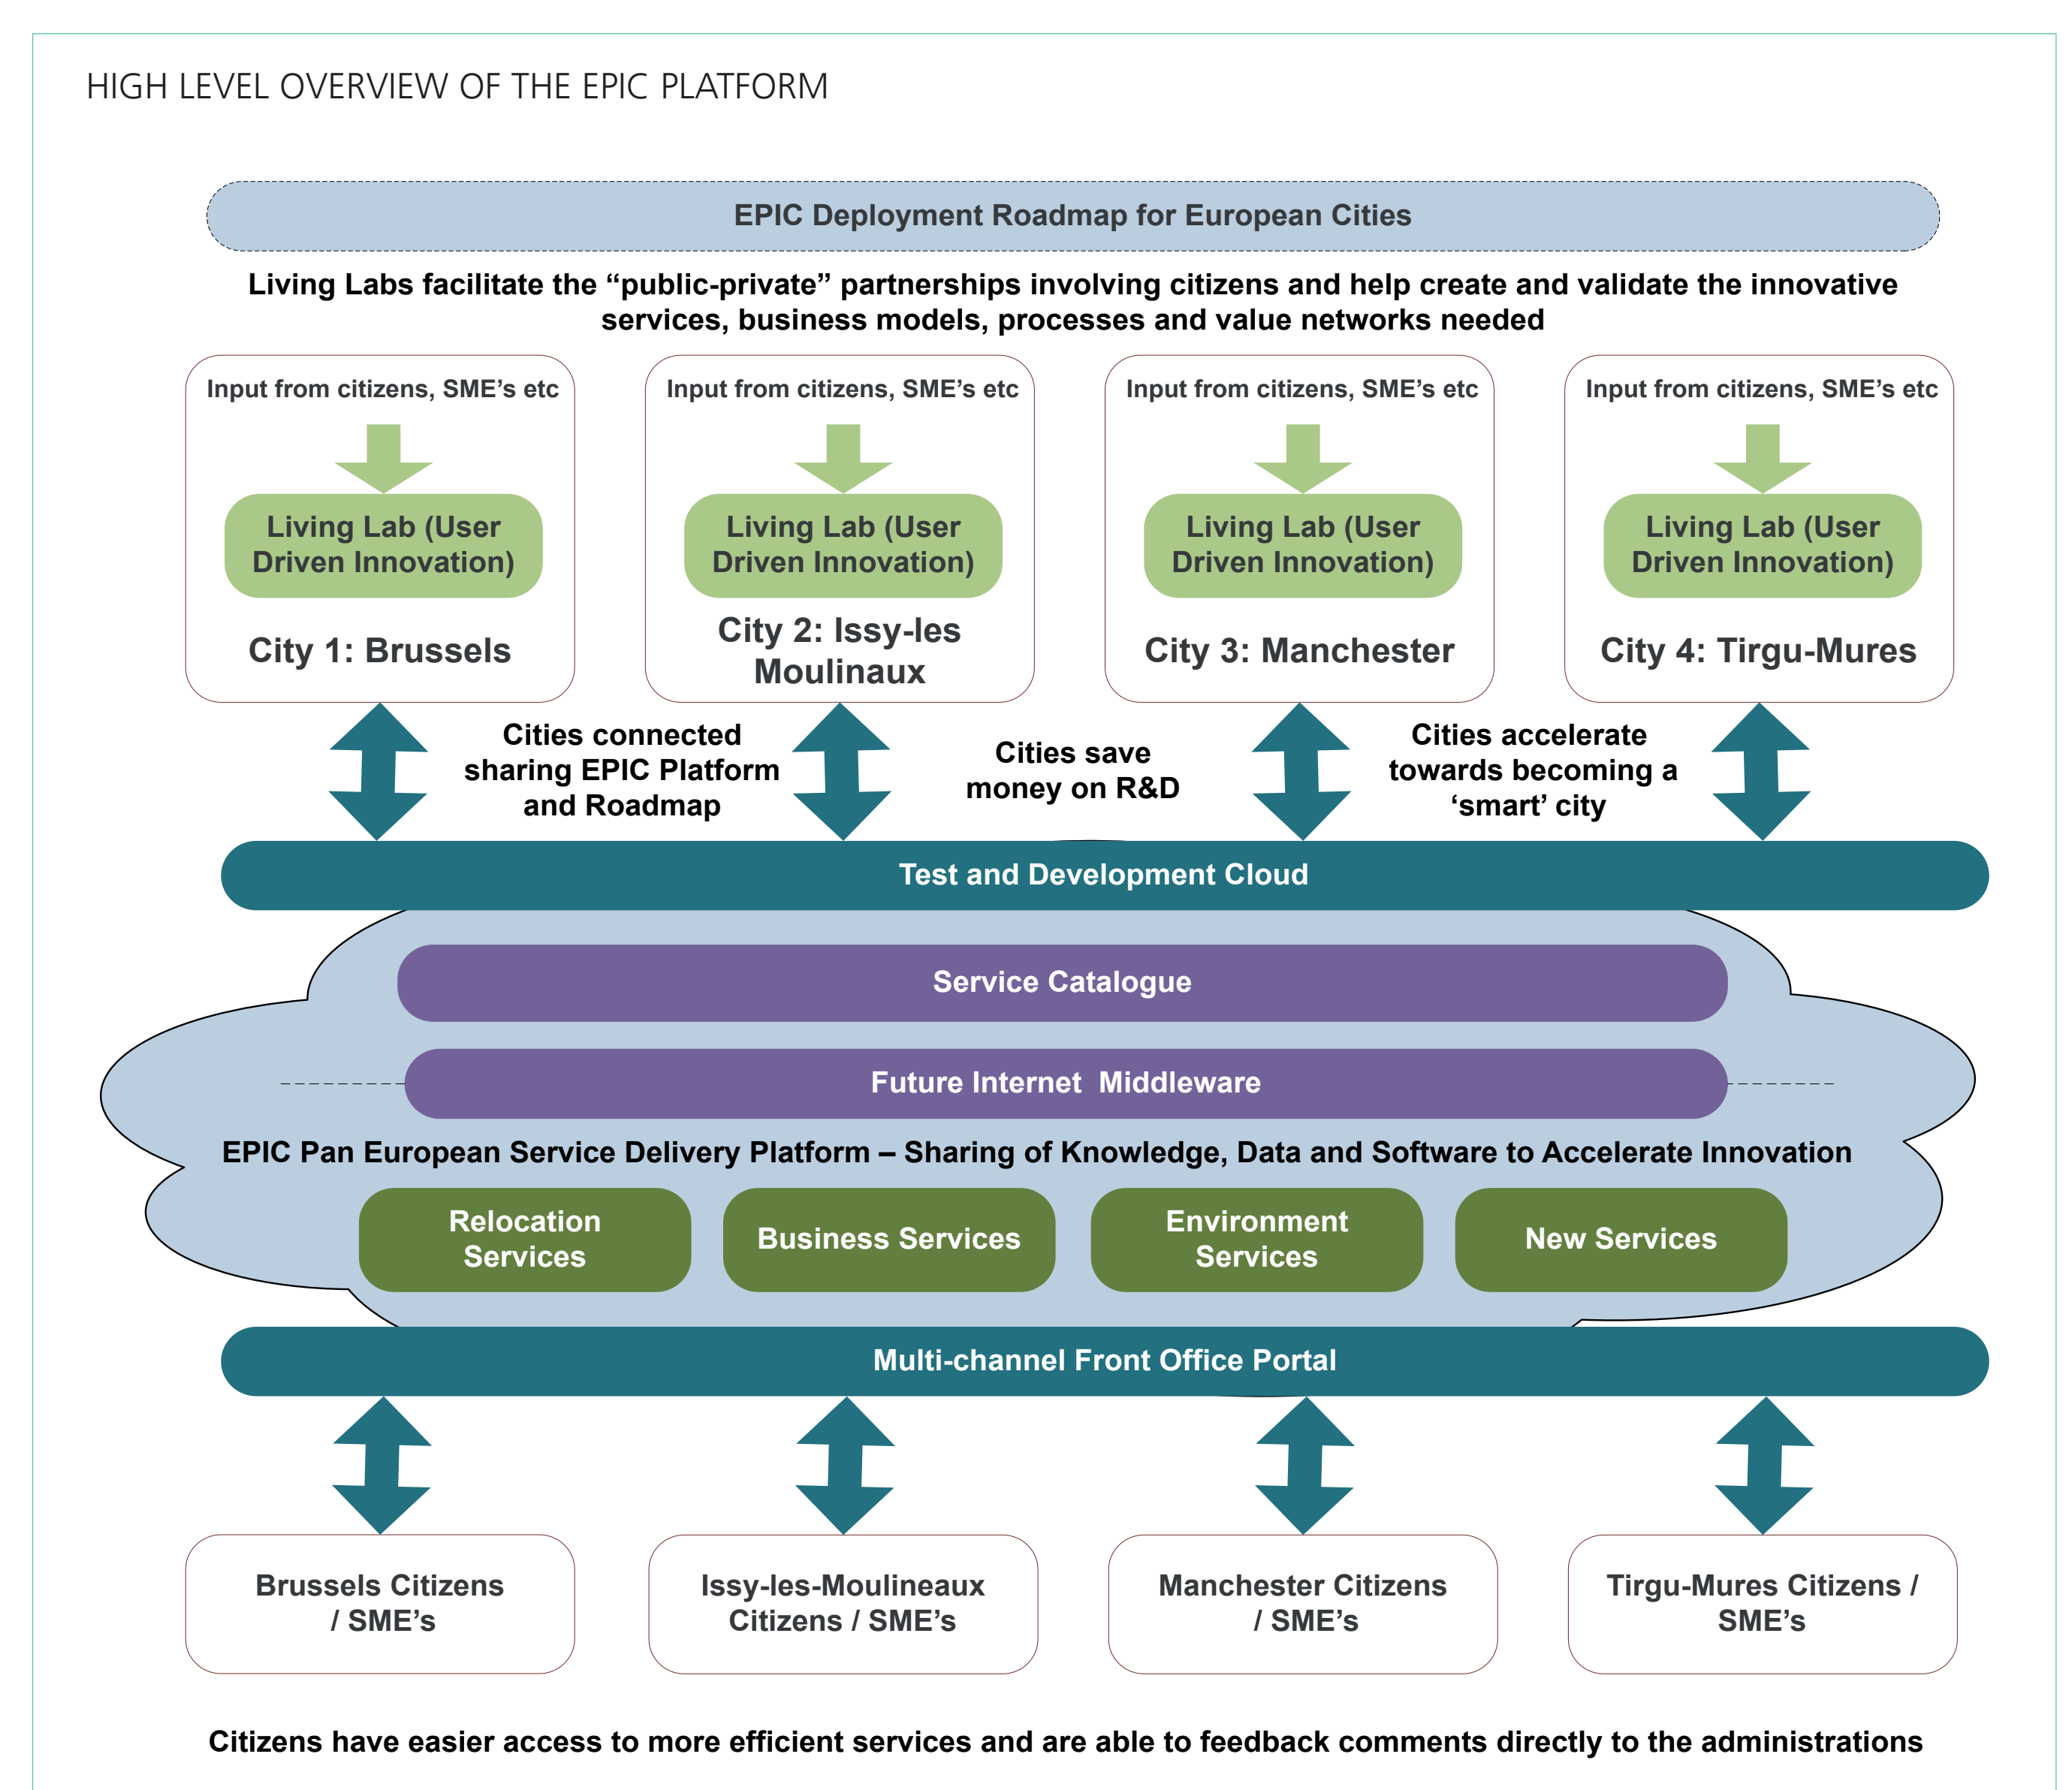 HIGH LEVEL OVERVIEW OF THE EPIC PLATFORM
EPIC Deployment Roadmap for European Cities
Living Labs facilitate the “public-private” partnerships involving citizens and help create and validate the innovative
services, business models, processes and value networks needed
Input from citizens, SME’s etc
Living Lab (User
Driven Innovation)
City 1: Brussels
Input from citizens, SME’s etc
Living Lab (User
Driven Innovation)
City 2: Issy-les
Moulinaux
Input from citizens, SME’s etc
Living Lab (User
Driven Innovation)
City 3: Manchester
Input from citizens, SME’s etc
Living Lab (User
Driven Innovation)
City 4: Tirgu-Mures
Cities connected
sharing EPIC Platform
and Roadmap
Cities save
money on R&D
Cities accelerate
towards becoming a
‘smart’ city
Test and Development Cloud
Service Catalogue
Future Internet  Middleware
EPIC Pan European Service Delivery Platform – Sharing of Knowledge, Data and Software to Accelerate Innovation
Relocation
Services
Business Services
Environment
Services
New Services
Multi-channel Front Office Portal
Brussels Citizens
/ SME’s
Issy-les-Moulineaux
Citizens / SME’s
Manchester Citizens
/ SME’s
Tirgu-Mures Citizens /
SME’s
Citizens have easier access to more efficient services and are able to feedback comments directly to the administrations